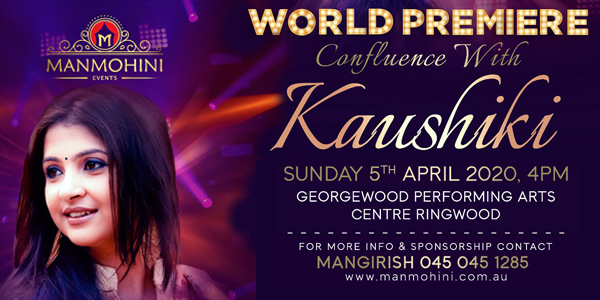 M
MANMOHINI
EVENTS
WORLD PREMIERE
Confluence With
Kaushiki
SUNDAY 5TH APRIL 2020, 4PM
GEORGEWOOD PERFORMING ARTS
CENTRE RINGWOOD
FOR MORE INFO & SPONSORSHIP CONTACT
MANGIRISH 045 045 1285
www.manmohini.com.au